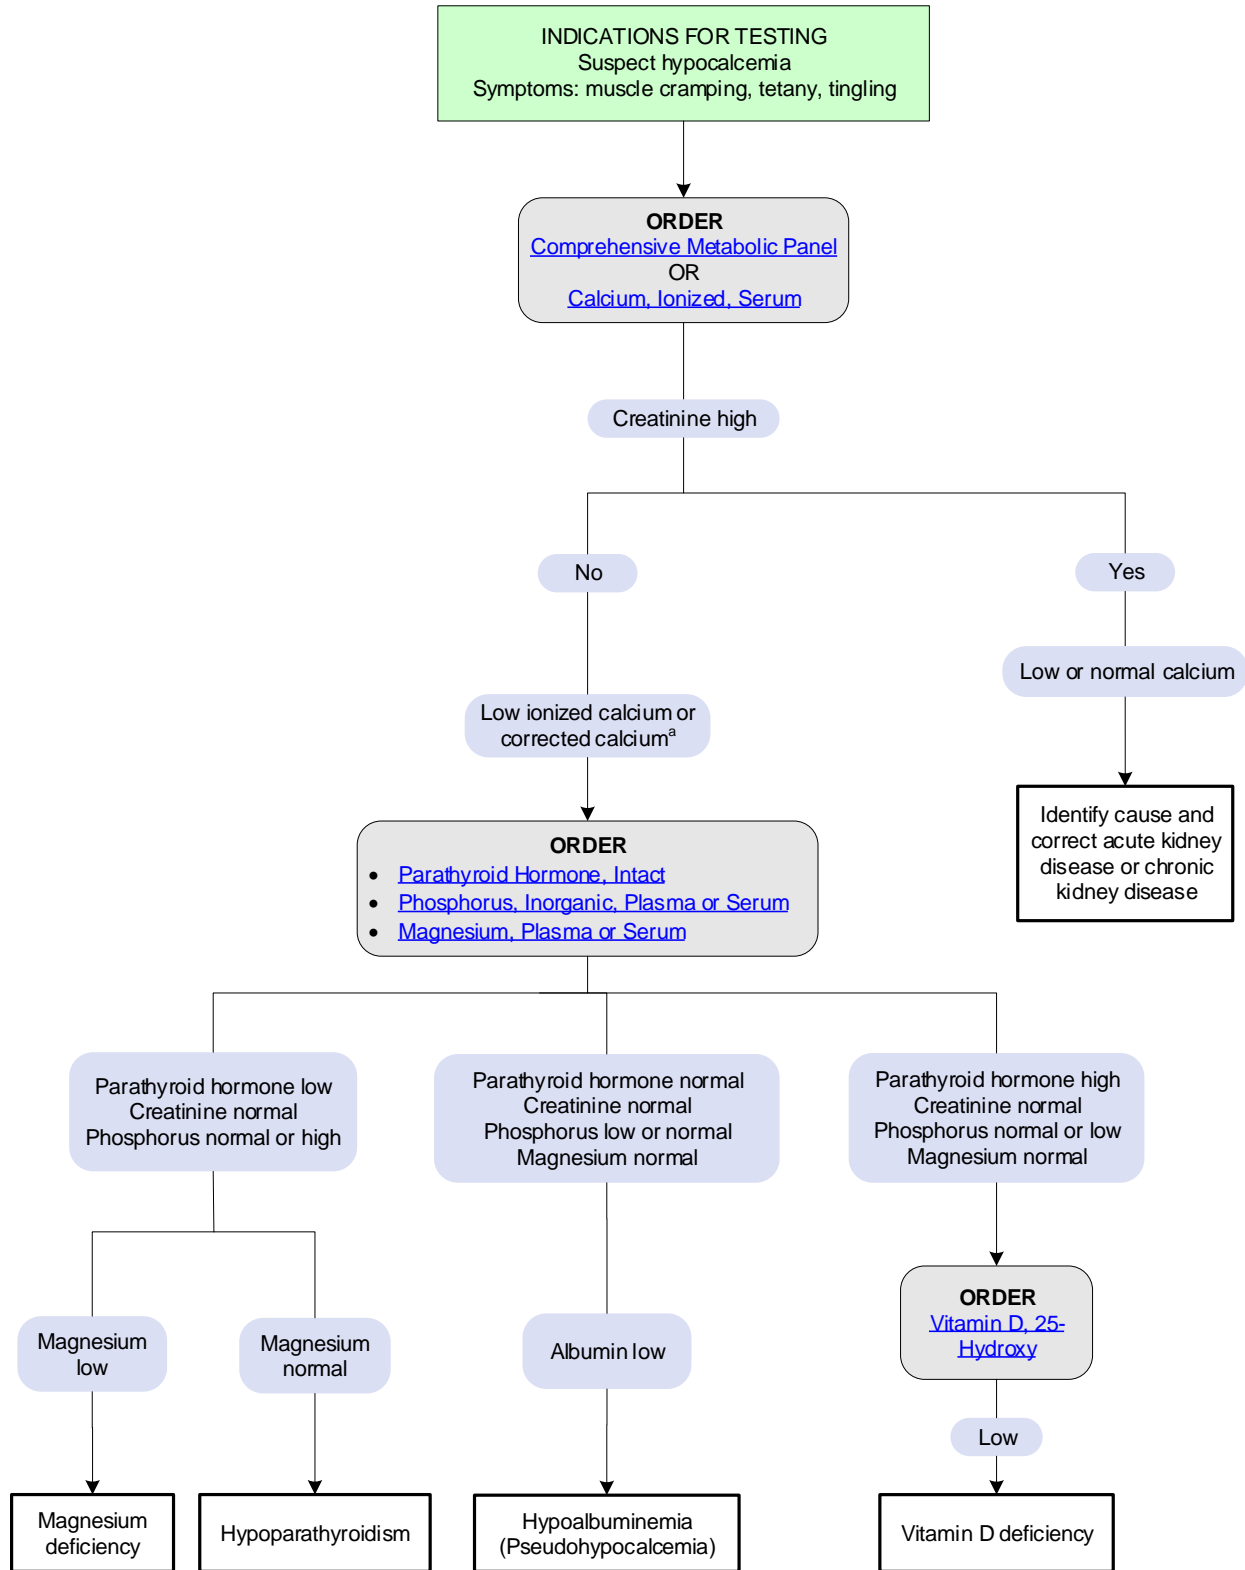 INDICATIONS FOR TESTING
Suspect hypocalcemia
Symptoms: muscle cramping, tetany, tingling
ORDER
Comprehensive Metabolic Panel
OR
Calcium, Ionized, Serum
Creatinine high
No
Yes
Low or normal calcium
Low ionized calcium or
corrected calciumᵃ
Identify cause and
correct acute kidney
disease or chronic
kidney disease
ORDER
• Parathyroid Hormone, Intact
• Phosphorus, Inorganic, Plasma or Serum
• Magnesium, Plasma or Serum
Parathyroid hormone low
Creatinine normal
Phosphorus normal or high
Parathyroid hormone normal
Creatinine normal
Phosphorus low or normal
Magnesium normal
Parathyroid hormone high
Creatinine normal
Phosphorus normal or low
Magnesium normal
Magnesium
low
Magnesium
normal
Albumin low
ORDER
Vitamin D, 25-
Hydroxy
Low
Magnesium
deficiency
Hypoparathyroidism
Hypoalbuminemia
(Pseudohypocalcemia)
Vitamin D deficiency